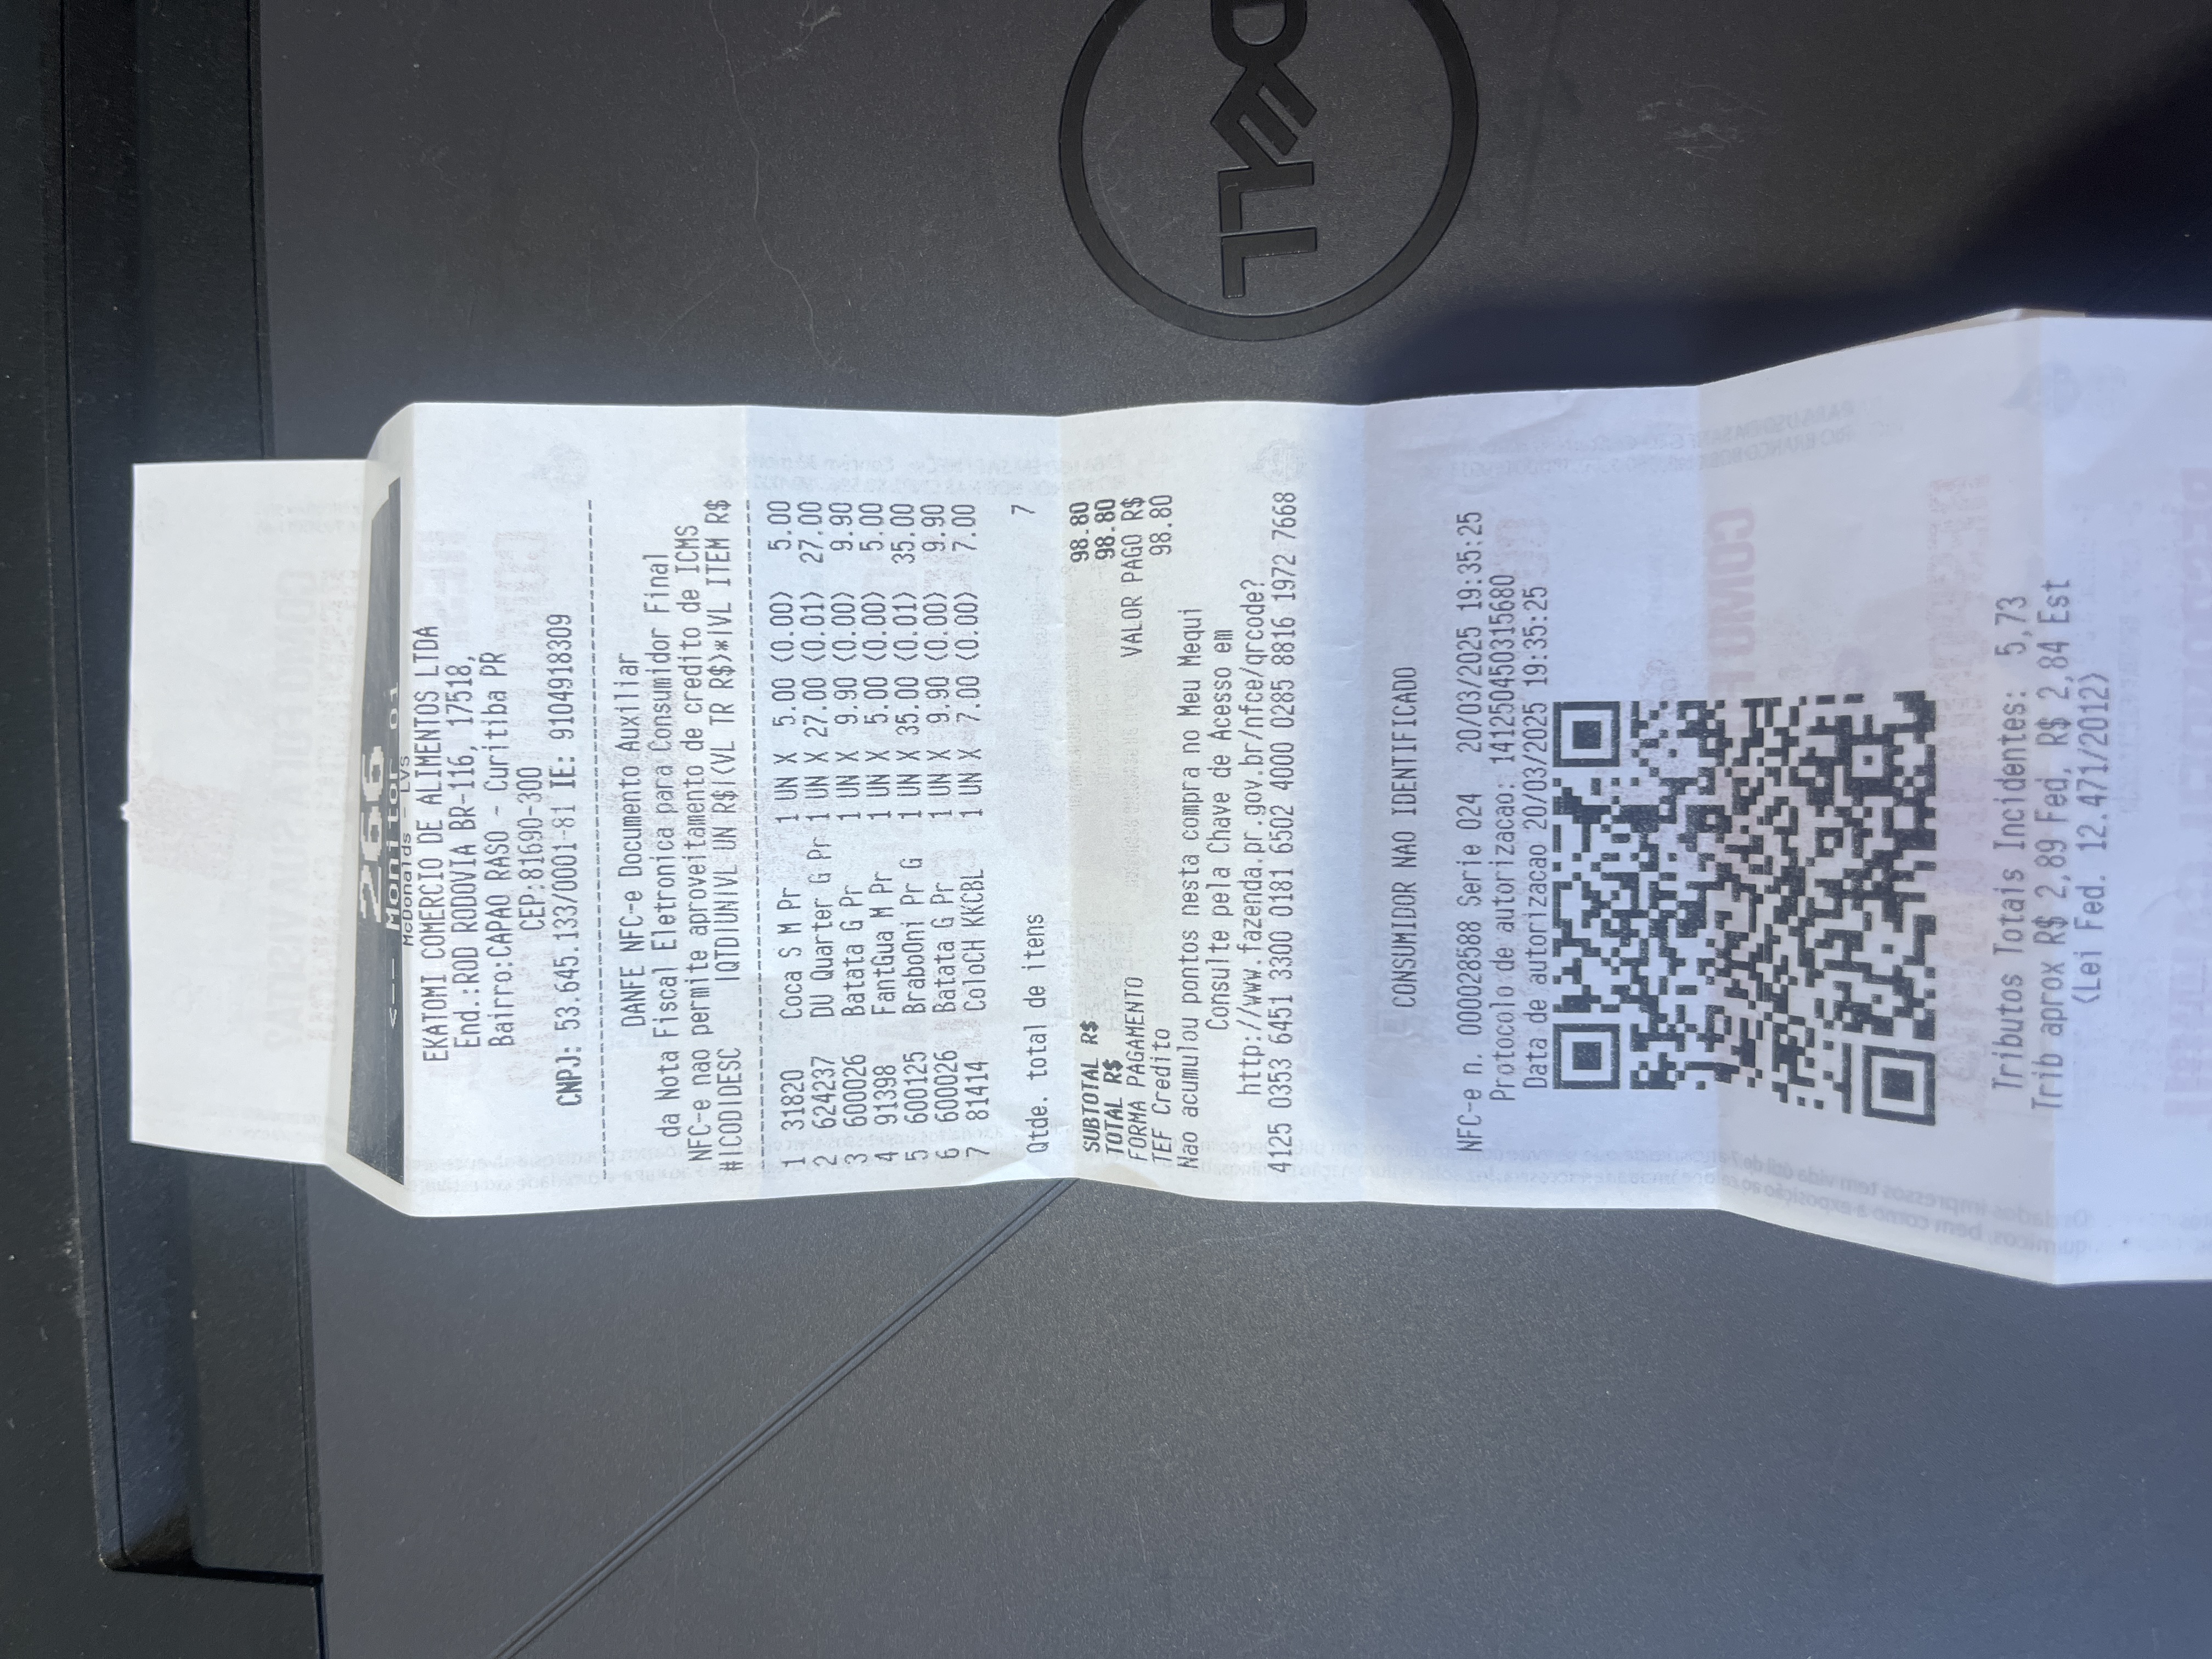 DELL
266
<-- Monitor 01
McDonalds - LVs
EKATOMI COMERCIO DE ALIMENTOS LTDA
End.:ROD RODOVIA BR-116, 17518,
Bairro:CAPAO RASO - Curitiba PR
CEP:81690-300
CNPJ: 53.645.133/0001-81 IE: 9104918309
DANFE NFC-e Documento Auxiliar
da Nota Fiscal Eletronica para Consumidor Final
NFC-e nao permite aproveitamento de credito de ICMS
#|COD|DESC |QTD|UN|VL UN R$|(VL TR R$)*|VL ITEM R$
1 31820 Coca S M Pr 1 UN X 5.00 (0.00) 5.00
2 624237 DU Quarter G Pr 1 UN X 27.00 (0.01) 27.00
3 600026 Batata G Pr 1 UN X 9.90 (0.00) 9.90
4 91398 FantGua M Pr 1 UN X 5.00 (0.00) 5.00
5 600125 BraboOni Pr G 1 UN X 35.00 (0.01) 35.00
6 600026 Batata G Pr 1 UN X 9.90 (0.00) 9.90
7 81414 ColoCH KKCBL 1 UN X 7.00 (0.00) 7.00
Qtde. total de itens 7
SUBTOTAL R$ 98.80
TOTAL R$ 98.80
FORMA PAGAMENTO VALOR PAGO R$
TEF Credito 98.80
Nao acumulou pontos nesta compra no Meu Mequi
Consulte pela Chave de Acesso em
http://www.fazenda.pr.gov.br/nfce/qrcode?
4125 0353 6451 3300 0181 6502 4000 0285 8816 1972 7668
CONSUMIDOR NAO IDENTIFICADO
NFC-e n. 000028588 Serie 024 20/03/2025 19:35:25
Protocolo de autorizacao: 141250450315680
Data de autorizacao 20/03/2025 19:35:25
Tributos Totais Incidentes: 5,73
Trib aprox R$ 2,89 Fed, R$ 2,84 Est
(Lei Fed. 12.471/2012)